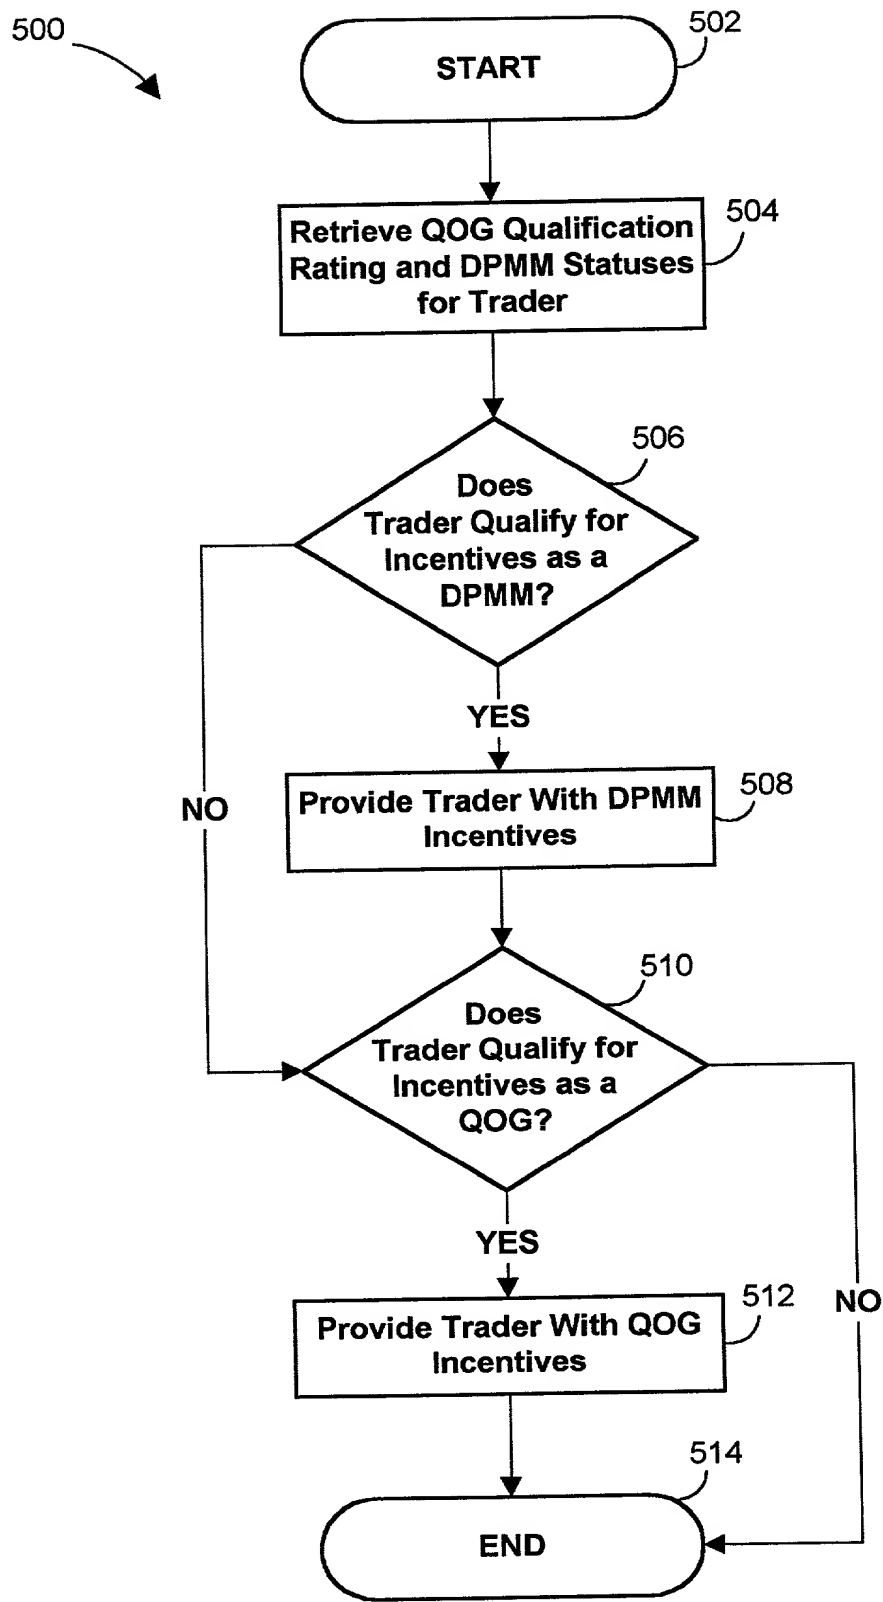 500
502
START
504
Retrieve QOG Qualification
Rating and DPMM Statuses
for Trader
506
Does
Trader Qualify for
Incentives as a
DPMM?
YES
NO
508
Provide Trader With DPMM
Incentives
510
Does
Trader Qualify for
Incentives as a
QOG?
YES
NO
512
Provide Trader With QOG
Incentives
514
END